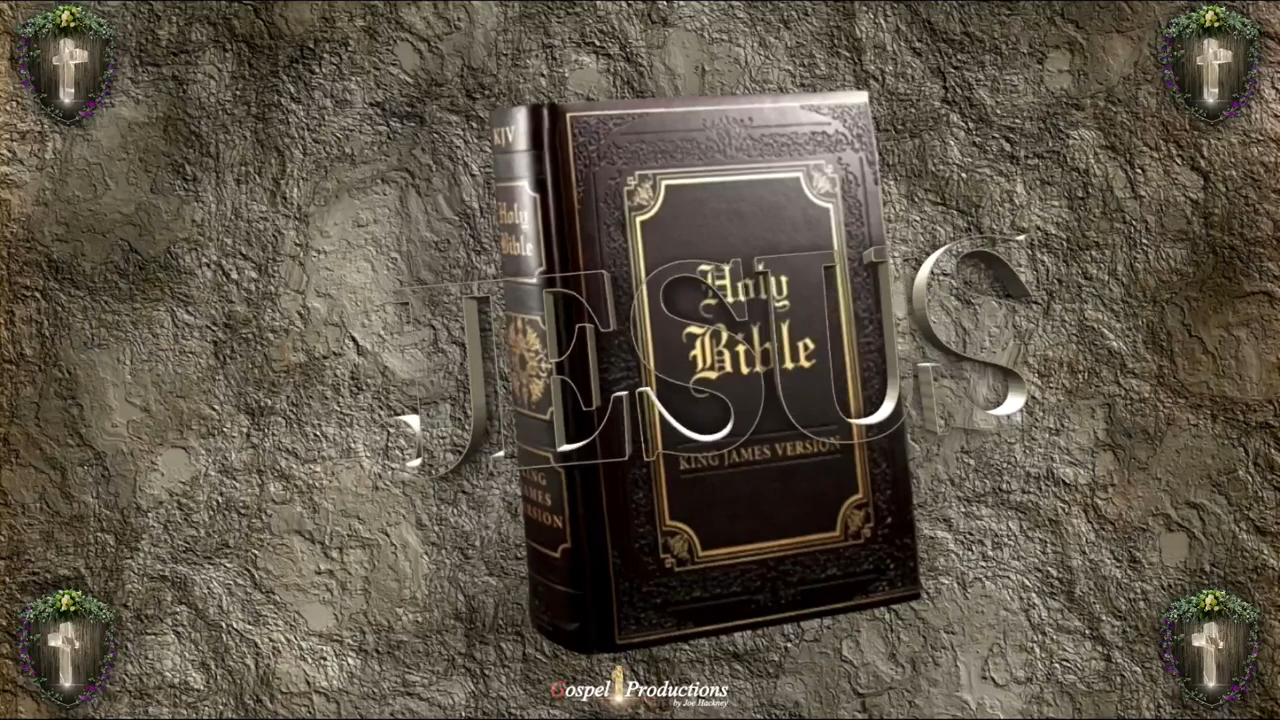 KJV
Holy
Bible
KING
JAMES
VERSION
Holy
Bible
KING JAMES VERSION
JESUS
Gospel Productions
by Joe Hackney